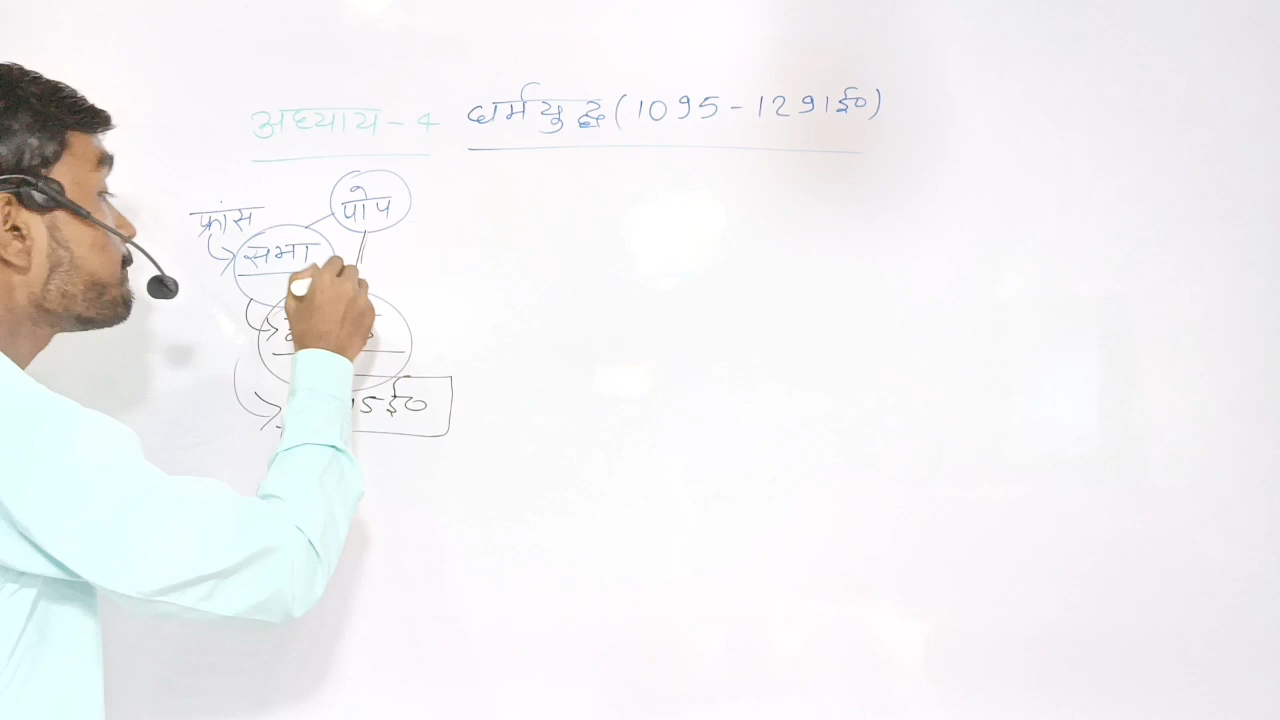 अध्याय - 4 धर्मयुद्ध (1095 - 1291ई०)
पोप
फ्रांस
सभा
5ई०